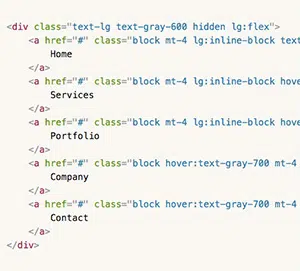 <div class="text-lg text-gray-600 hidden lg:flex">
<a href="#" class="block mt-4 lg:inline-block text
Home
</a>
<a href="#" class="block mt-4 lg:inline-block hove
Services
</a>
<a href="#" class="block mt-4 lg:inline-block hove
Portfolio
</a>
<a href="#" class="block hover:text-gray-700 mt-4
Company
</a>
<a href="#" class="block hover:text-gray-700 mt-4
Contact
</a>
</div>